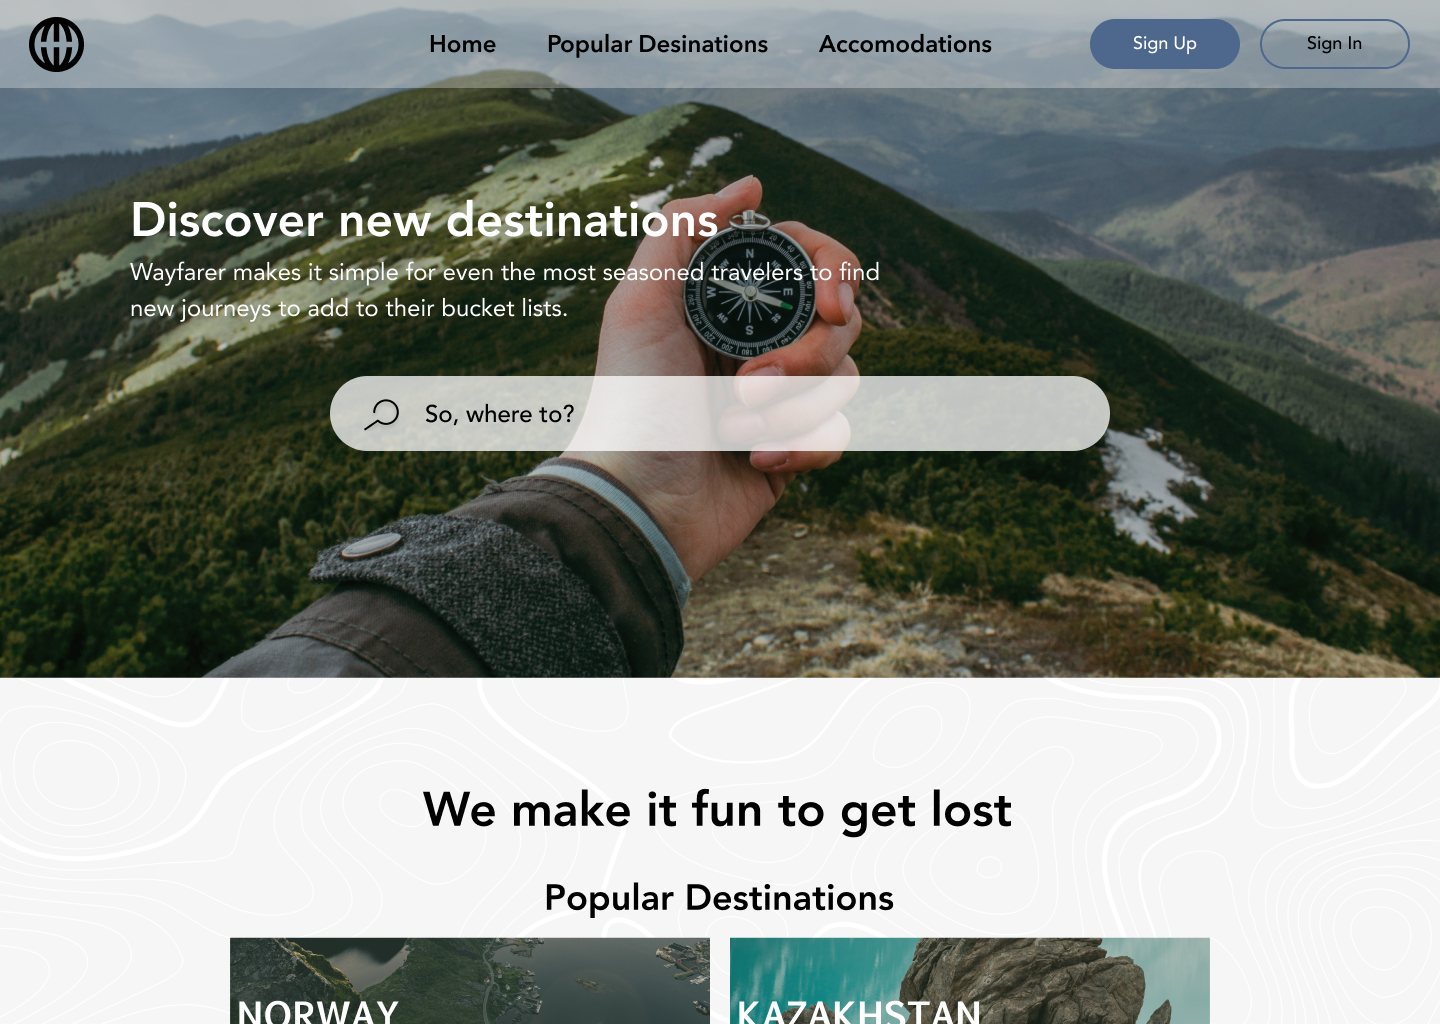 Home
Popular Desinations
Accomodations
Sign Up
Sign In
Discover new destinations
Wayfarer makes it simple for even the most seasoned travelers to find
new journeys to add to their bucket lists.
N
E
S
W
SE
SW
So, where to?
We make it fun to get lost
Popular Destinations
NORWAY
KAZAKHSTAN